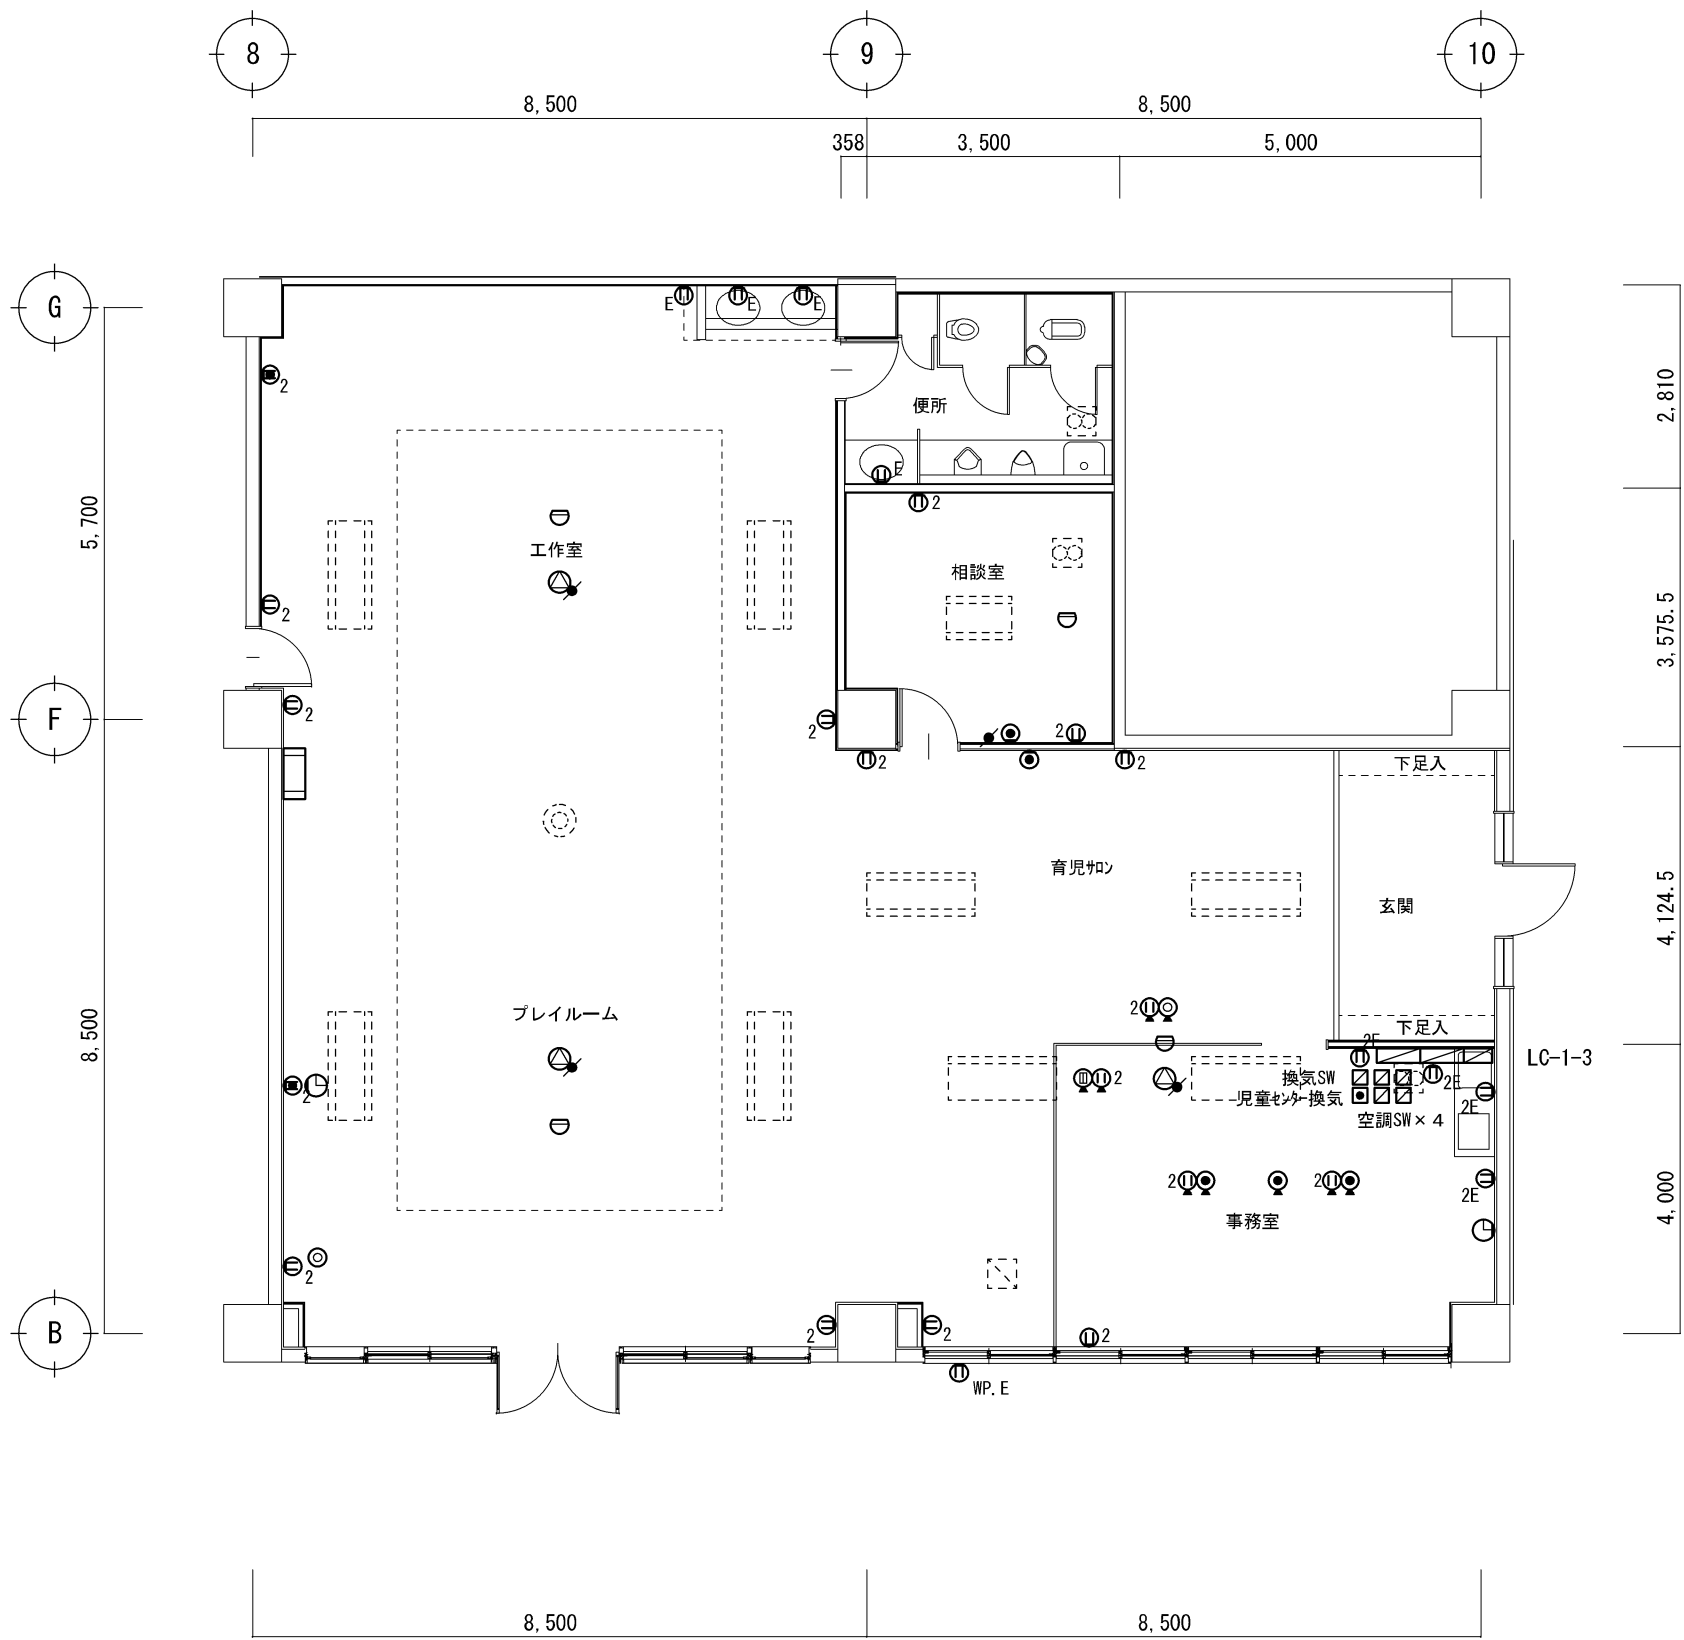 8
9
10
8,500
8,500
358
3,500
5,000
G
E
E
E
2
2,810
便所
E
2
5,700
工作室
相談室
2
3,575.5
2
F
2
2
2
2
下足入
育児ｻﾛﾝ
4,124.5
玄関
プレイルーム
2
下足入
8,500
2E
LC-1-3
換気SW
2
2E
2
児童ｾﾝﾀｰ換気
2E
空調SW×4
2
2
2E
4,000
事務室
2
B
2
2
2
WP.E
8,500
8,500